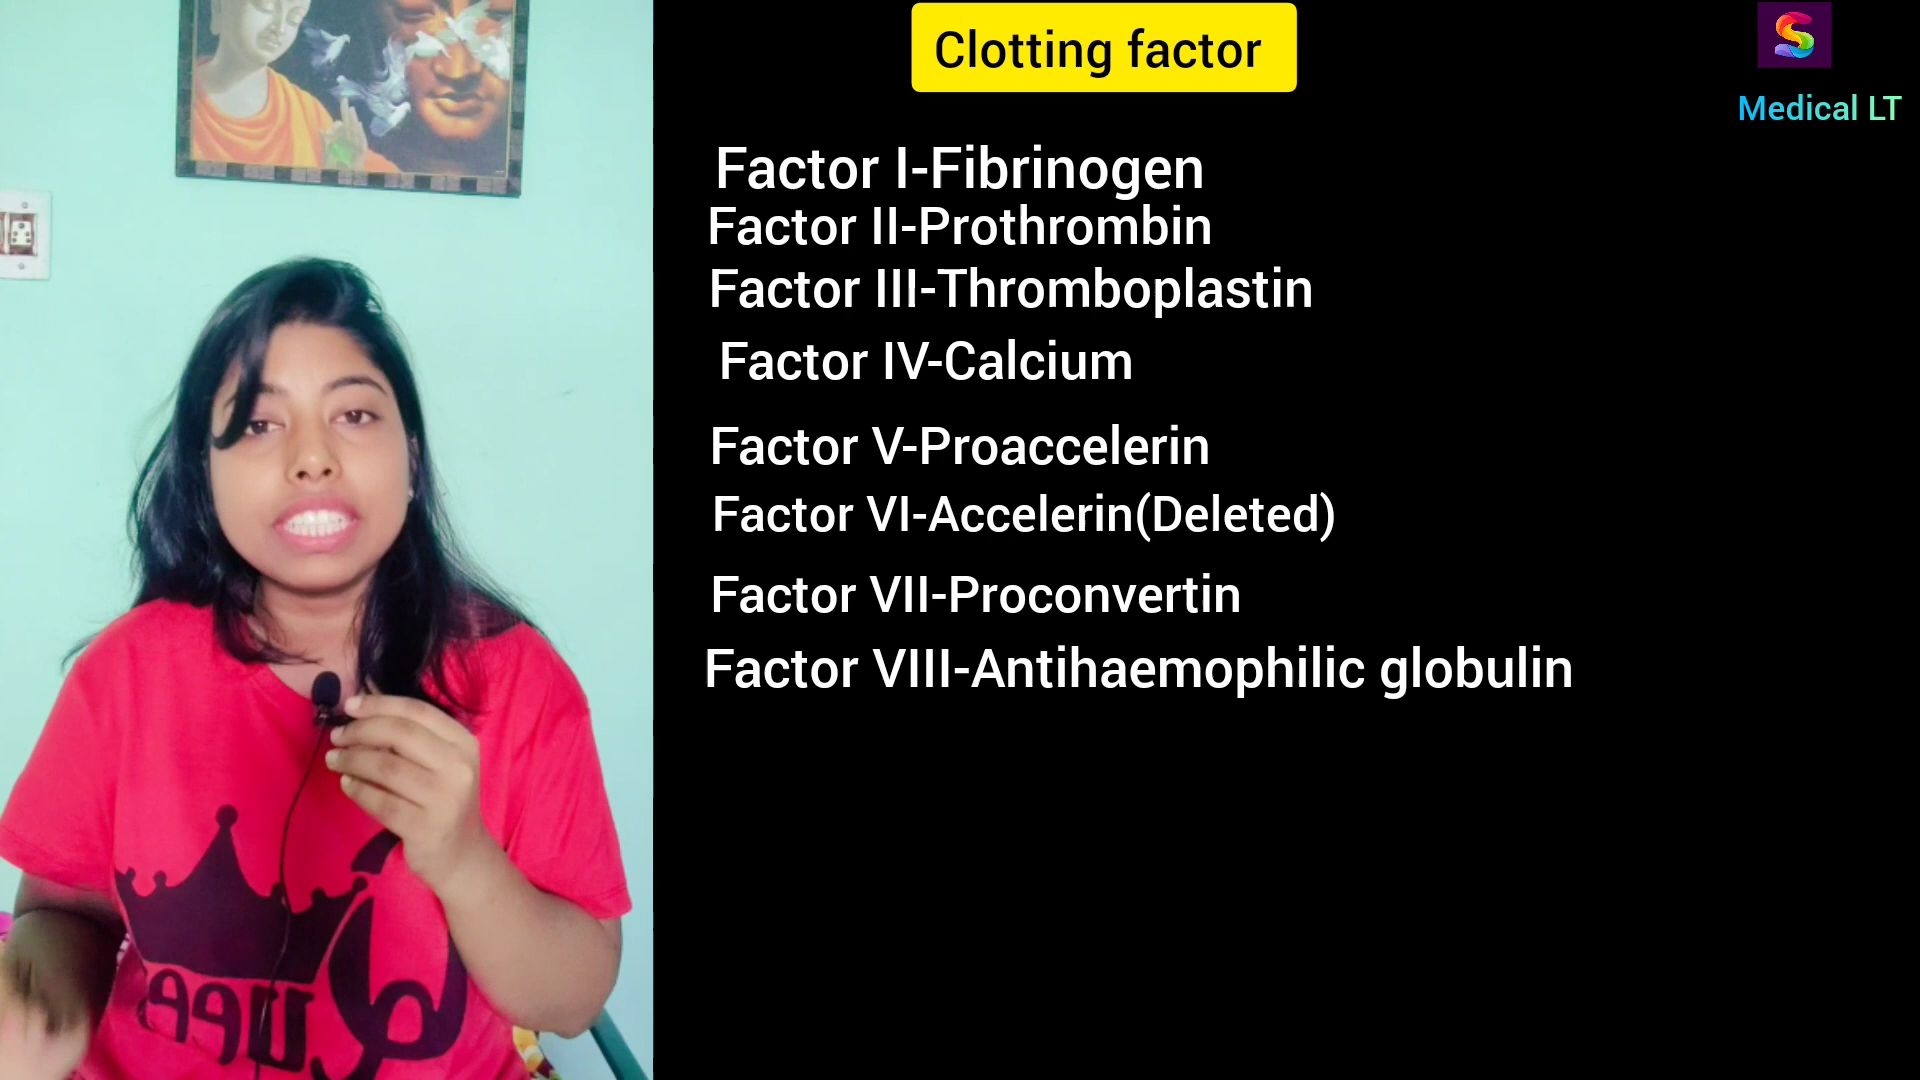 Clotting factor
Medical LT
Factor I-Fibrinogen
Factor II-Prothrombin
Factor III-Thromboplastin
Factor IV-Calcium
Factor V-Proaccelerin
Factor VI-Accelerin(Deleted)
Factor VII-Proconvertin
Factor VIII-Antihaemophilic globulin